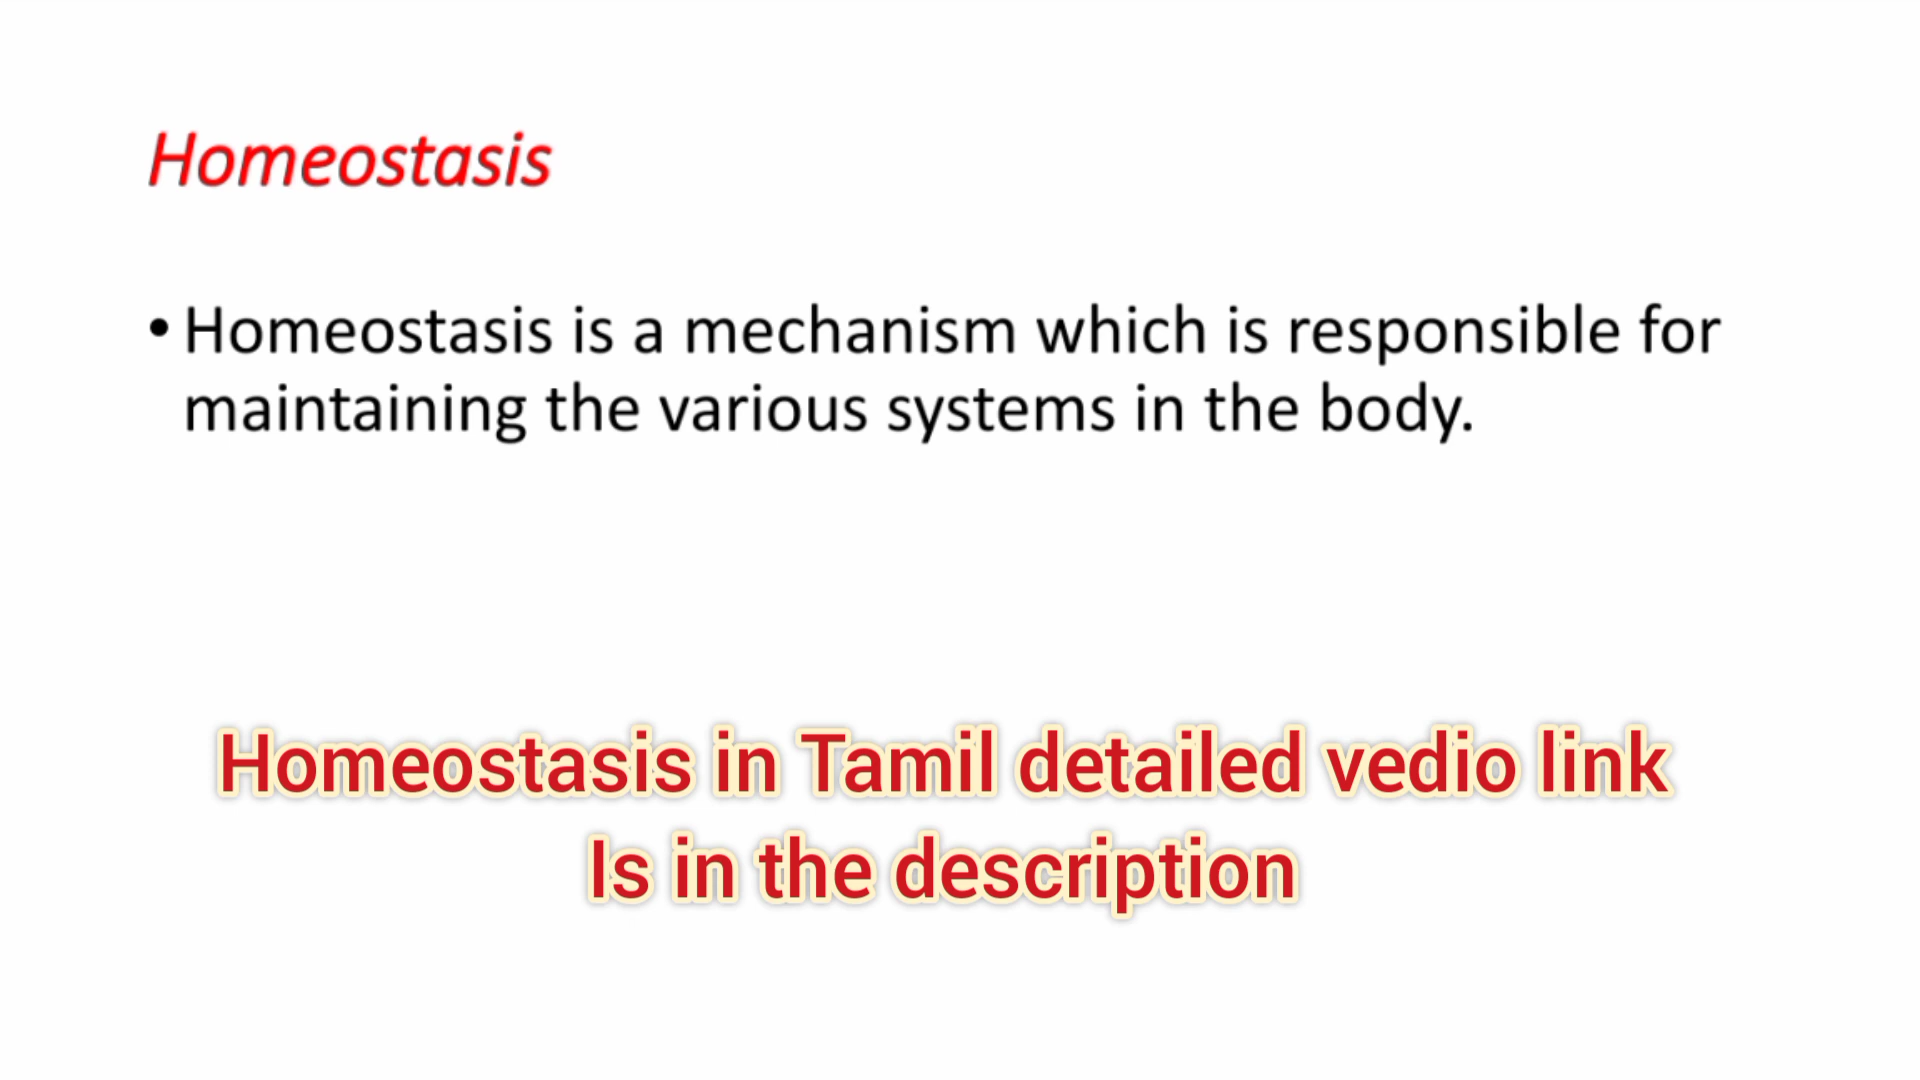 Homeostasis
• Homeostasis is a mechanism which is responsible for
maintaining the various systems in the body.
Homeostasis in Tamil detailed vedio link
Is in the description